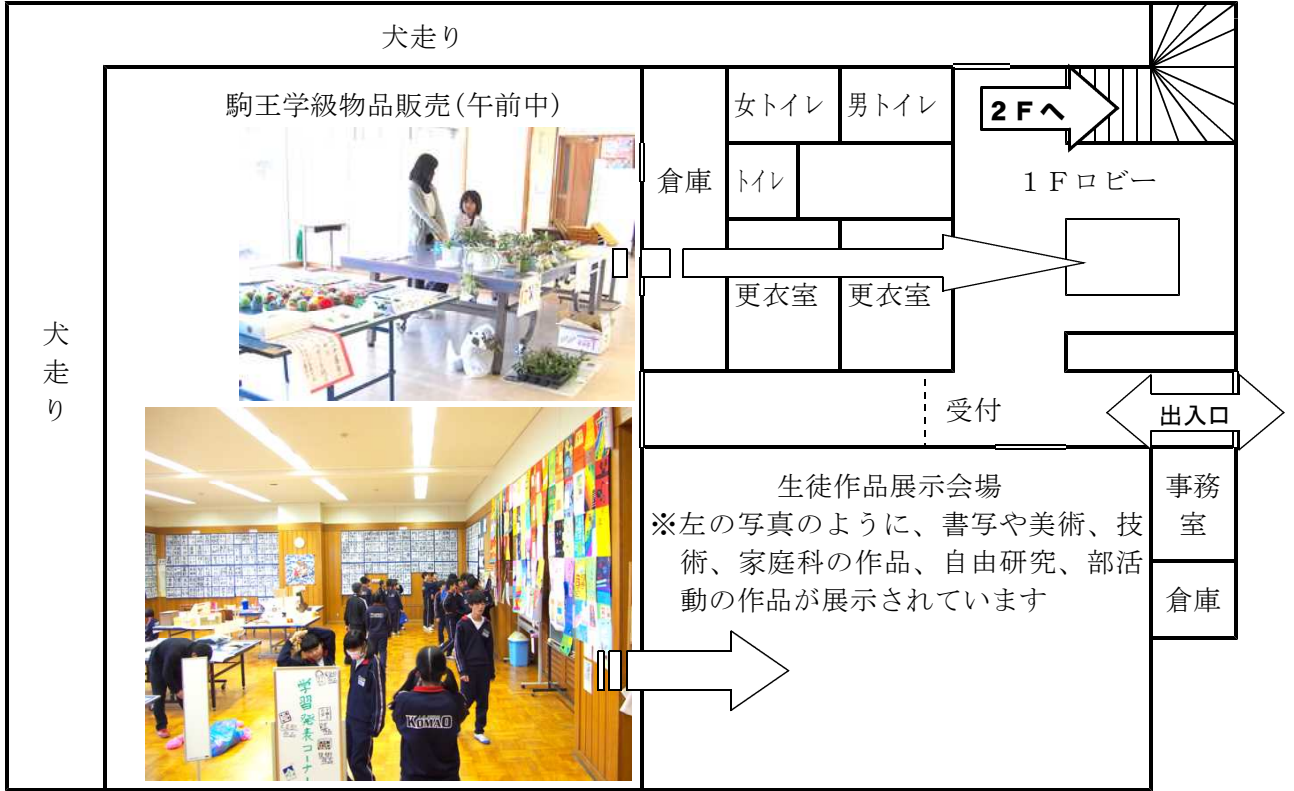 犬走り
駒王学級物品販売(午前中)
女トイレ
男トイレ
2Fへ
倉庫
トイレ
1Fロビー
更衣室
更衣室
犬走り
受付
出入口
生徒作品展示会場
※左の写真のように、書写や美術、技
術、家庭科の作品、自由研究、部活
動の作品が展示されています
事務
室
倉庫
KOMAO
学習発表コーナー